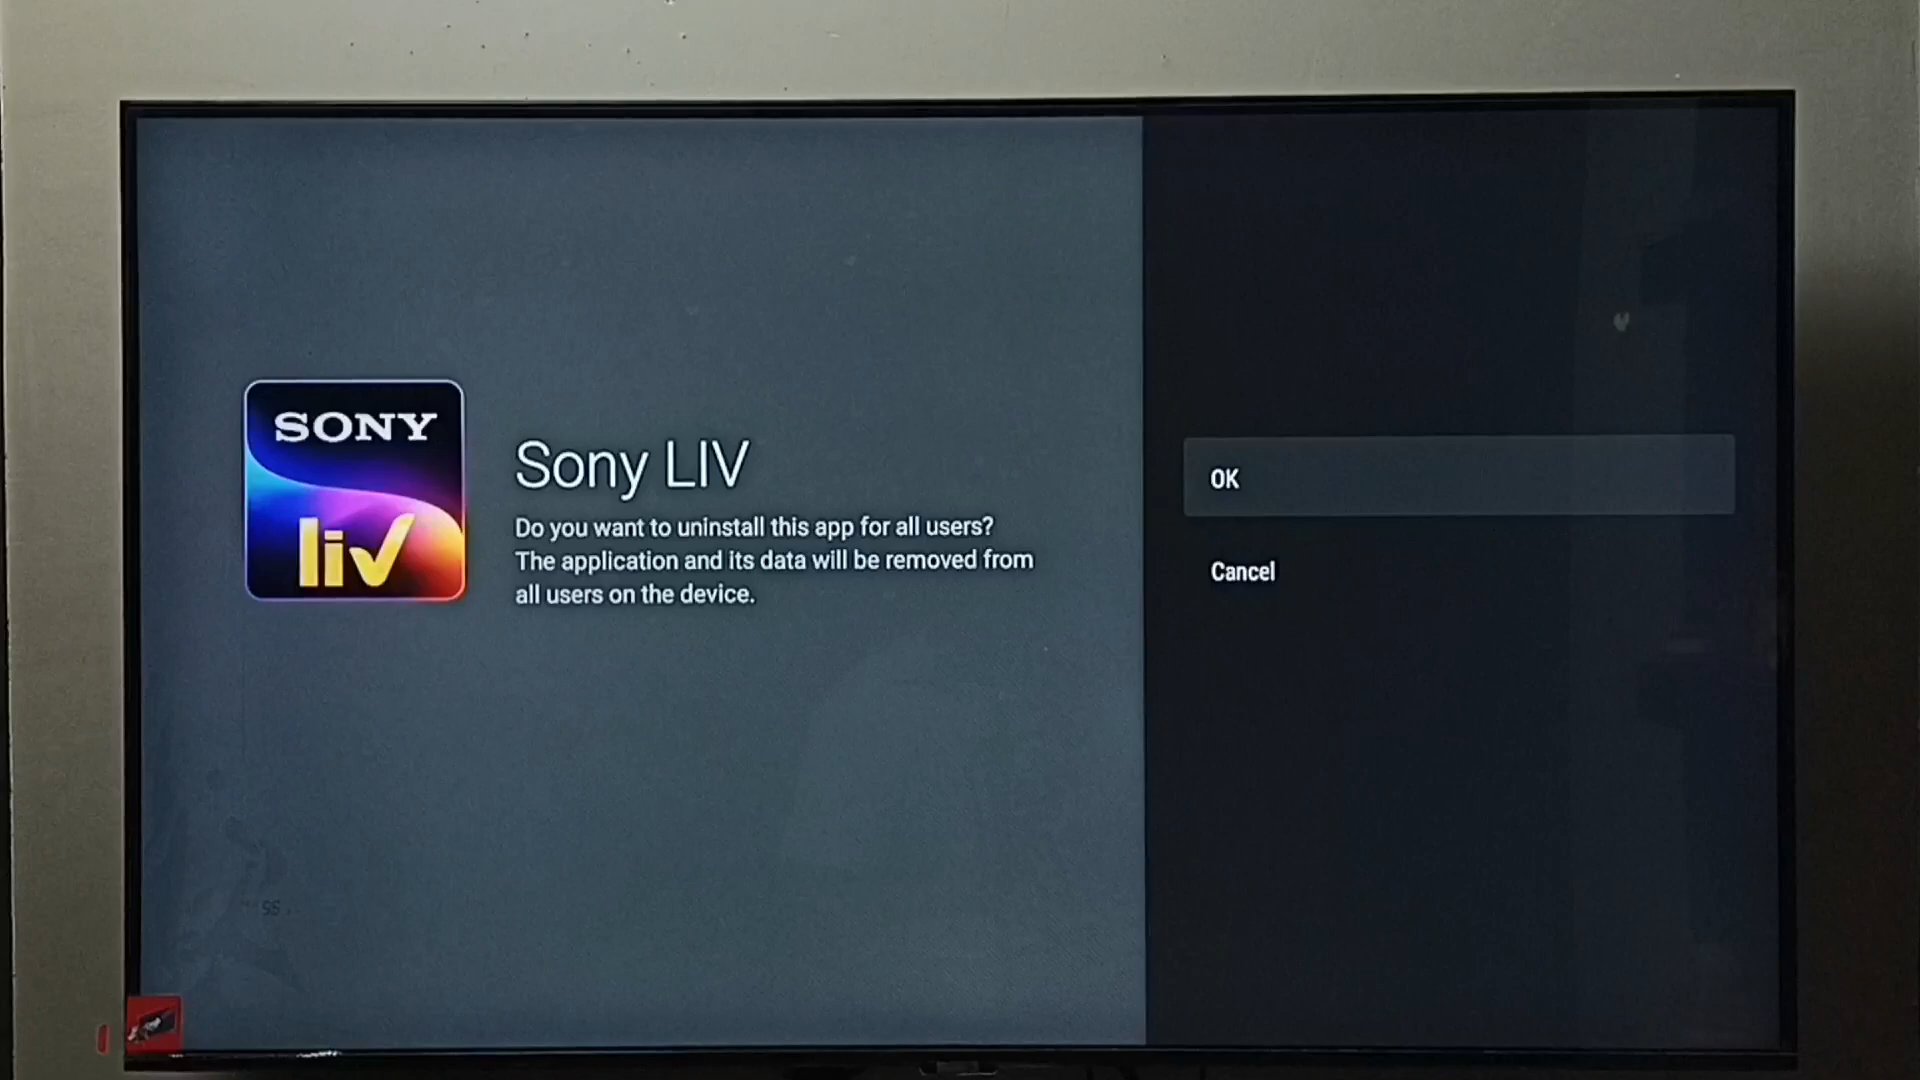 SONY
liv
Sony LIV
Do you want to uninstall this app for all users?
The application and its data will be removed from
all users on the device.
OK
Cancel